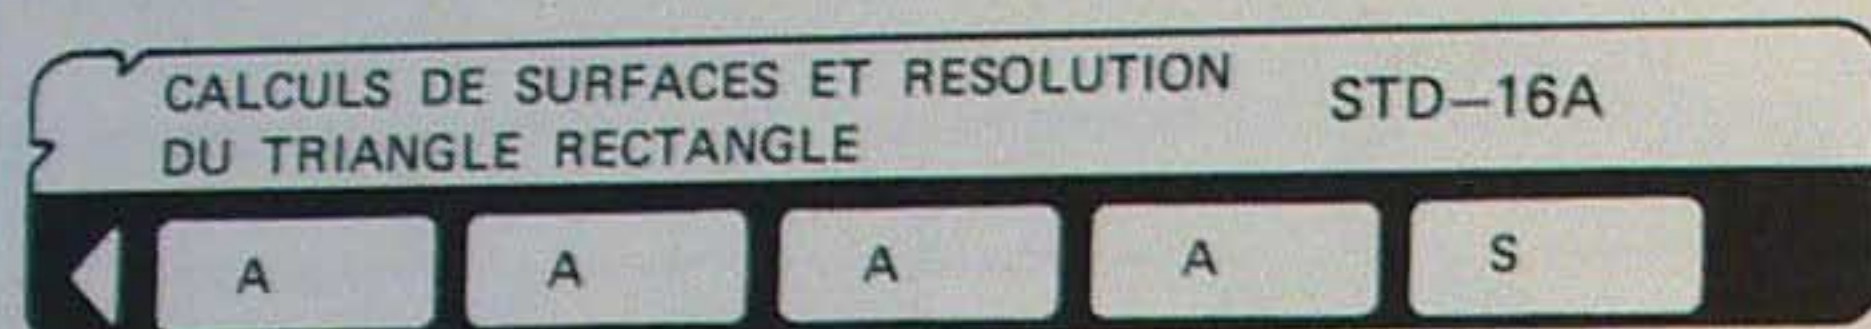 CALCULS DE SURFACES ET RESOLUTION STD—16A
DU TRIANGLE RECTANGLE
A A A A S